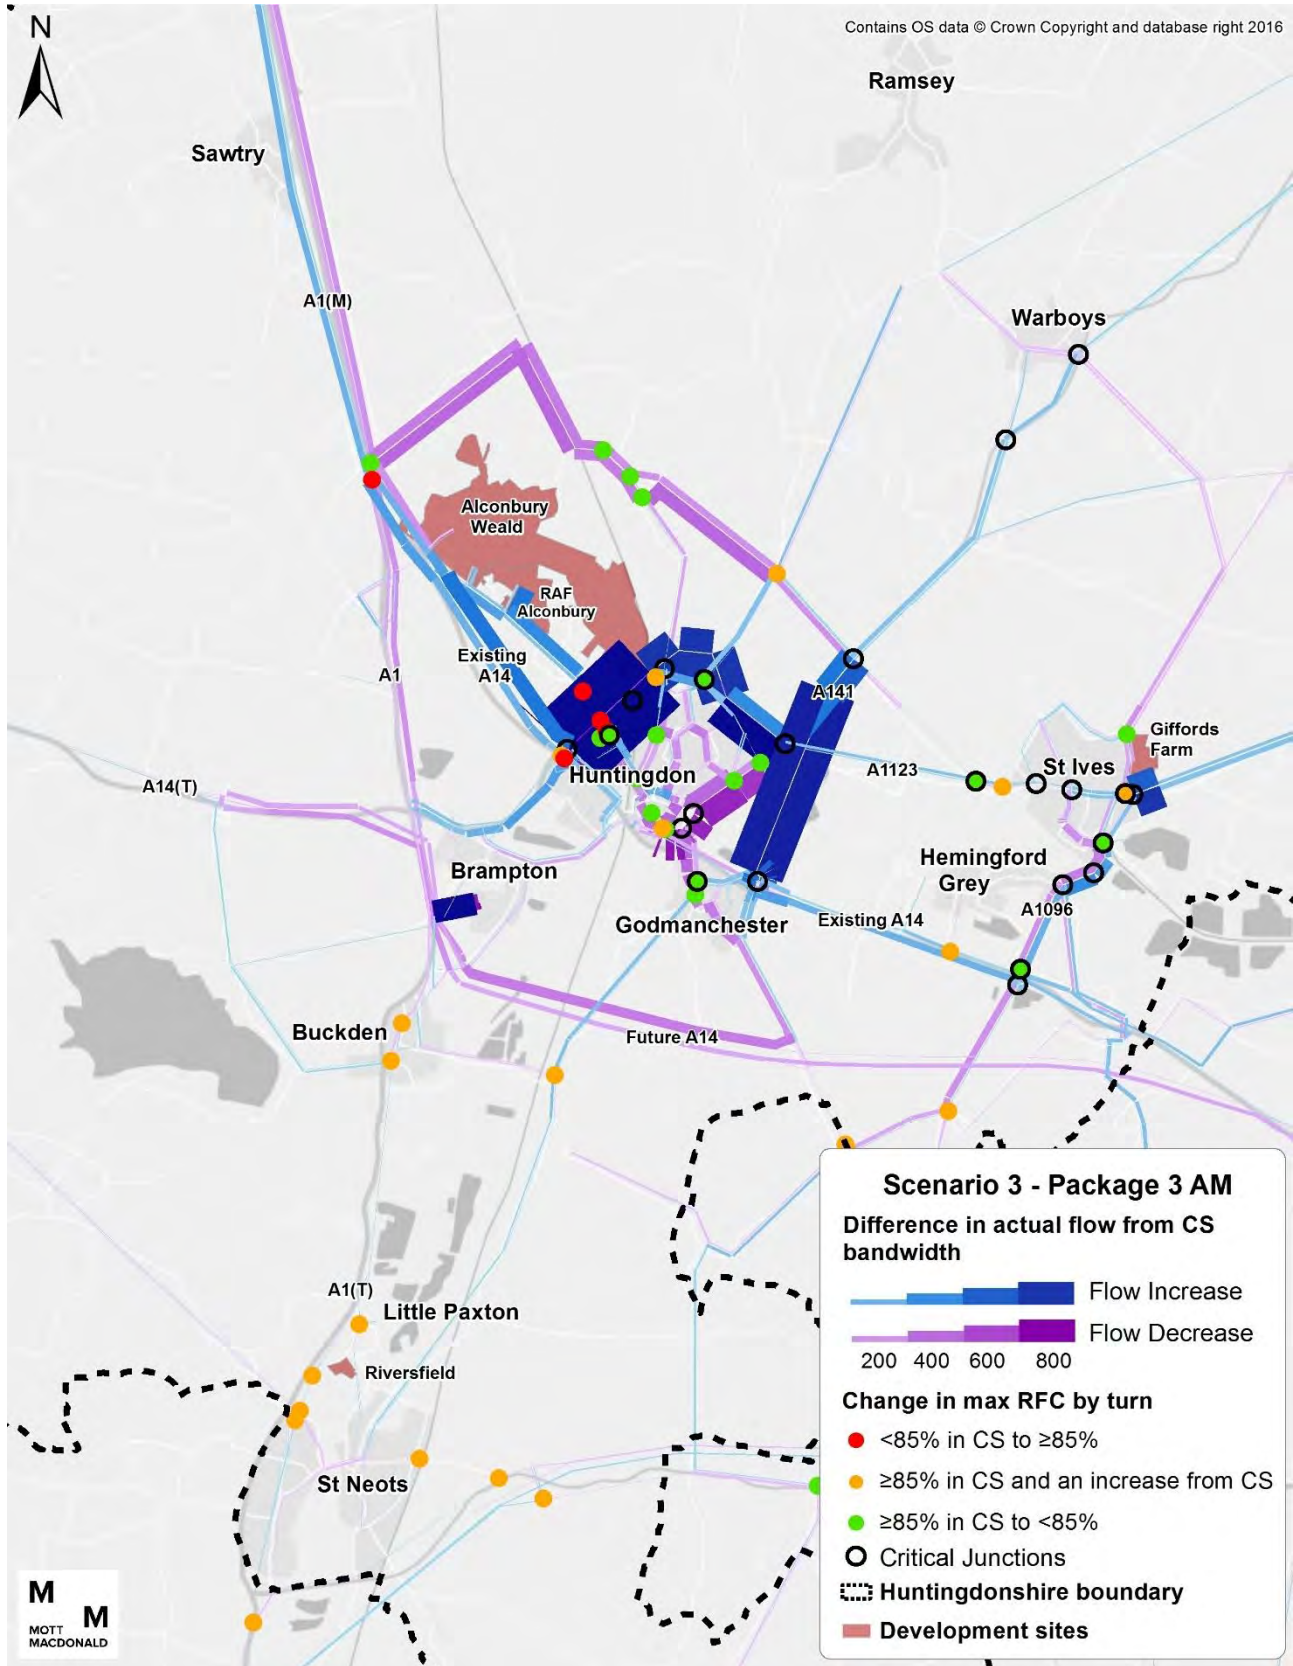 Contains OS data © Crown Copyright and database right 2016
N
Ramsey
Sawtry
A1(M)
Warboys
Alconbury
Weald
RAF
Alconbury
Existing
A14
A1
A141
Giffords
Farm
A14(T)
Huntingdon
A1123
St Ives
Brampton
Hemingford
Grey
A1096
Godmanchester
Existing A14
Buckden
Future A14
A1(T)
Little Paxton
Riversfield
St Neots
Scenario 3 - Package 3 AM
Difference in actual flow from CS
bandwidth
Flow Increase
Flow Decrease
200 400 600 800
Change in max RFC by turn
<85% in CS to ≥85%
≥85% in CS and an increase from CS
≥85% in CS to <85%
Critical Junctions
Huntingdonshire boundary
Development sites
M
M
MOTT
MACDONALD